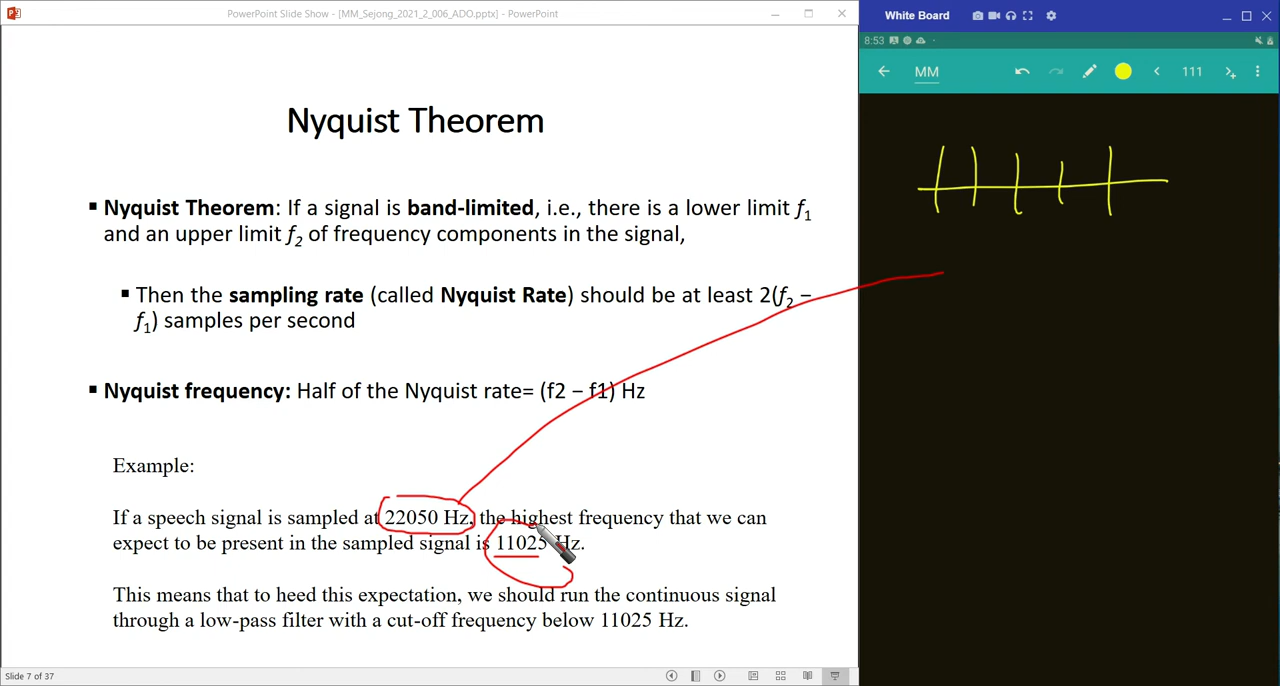 PowerPoint Slide Show - [MM_Sejong_2021_2_006_ADO.pptx] - PowerPoint
White Board
8:53
MM
111
Nyquist Theorem
▪ Nyquist Theorem: If a signal is band-limited, i.e., there is a lower limit f1
and an upper limit f2 of frequency components in the signal,
▪ Then the sampling rate (called Nyquist Rate) should be at least 2(f2 −
f1) samples per second
▪ Nyquist frequency: Half of the Nyquist rate= (f2 − f1) Hz
Example:
If a speech signal is sampled at 22050 Hz, the highest frequency that we can
expect to be present in the sampled signal is 11025 Hz.
This means that to heed this expectation, we should run the continuous signal
through a low-pass filter with a cut-off frequency below 11025 Hz.
Slide 7 of 37